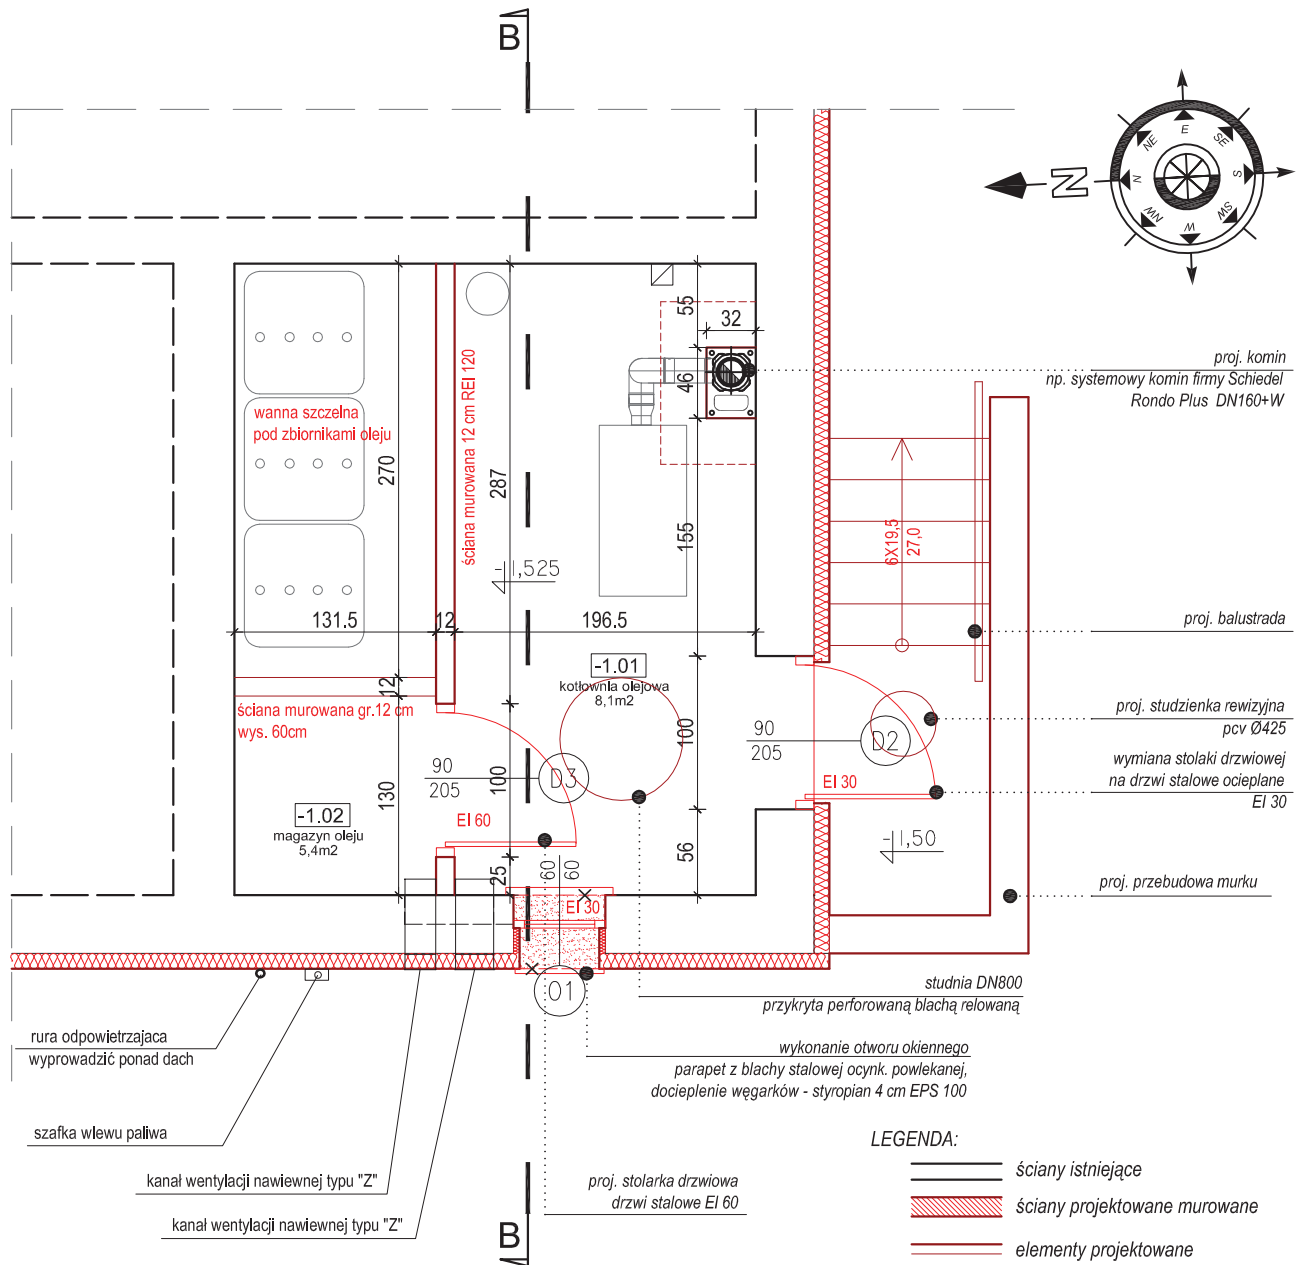 B
E
NE
SE
N
N
S
NW
SW
W
55
32
46
proj. komin
np. systemowy komin firmy Schiedel
Rondo Plus DN160+W
ściana murowana 12 cm REI 120
wanna szczelna
pod zbiornikami oleju
270
287
155
6X19,5
27,0
-1,525
131.5
12
196.5
proj. balustrada
-1.01
kotłownia olejowa
8,1m2
12
ściana murowana gr.12 cm
wys. 60cm
100
90
205
D2
proj. studzienka rewizyjna
pcv Ø425
wymiana stolaki drzwiowej
na drzwi stalowe ocieplane
EI 30
90
205
D3
100
130
EI 30
EI 60
-1.02
magazyn oleju
5,4m2
-1,50
56
25
60
60
proj. przebudowa murku
EI 30
O1
studnia DN800
przykryta perforowaną blachą relowaną
rura odpowietrzajaca
wyprowadzić ponad dach
wykonanie otworu okiennego
parapet z blachy stalowej ocynk. powlekanej,
docieplenie węgarków - styropian 4 cm EPS 100
szafka wlewu paliwa
LEGENDA:
kanał wentylacji nawiewnej typu "Z"
proj. stolarka drzwiowa
drzwi stalowe EI 60
ściany istniejące
ściany projektowane murowane
kanał wentylacji nawiewnej typu "Z"
B
elementy projektowane